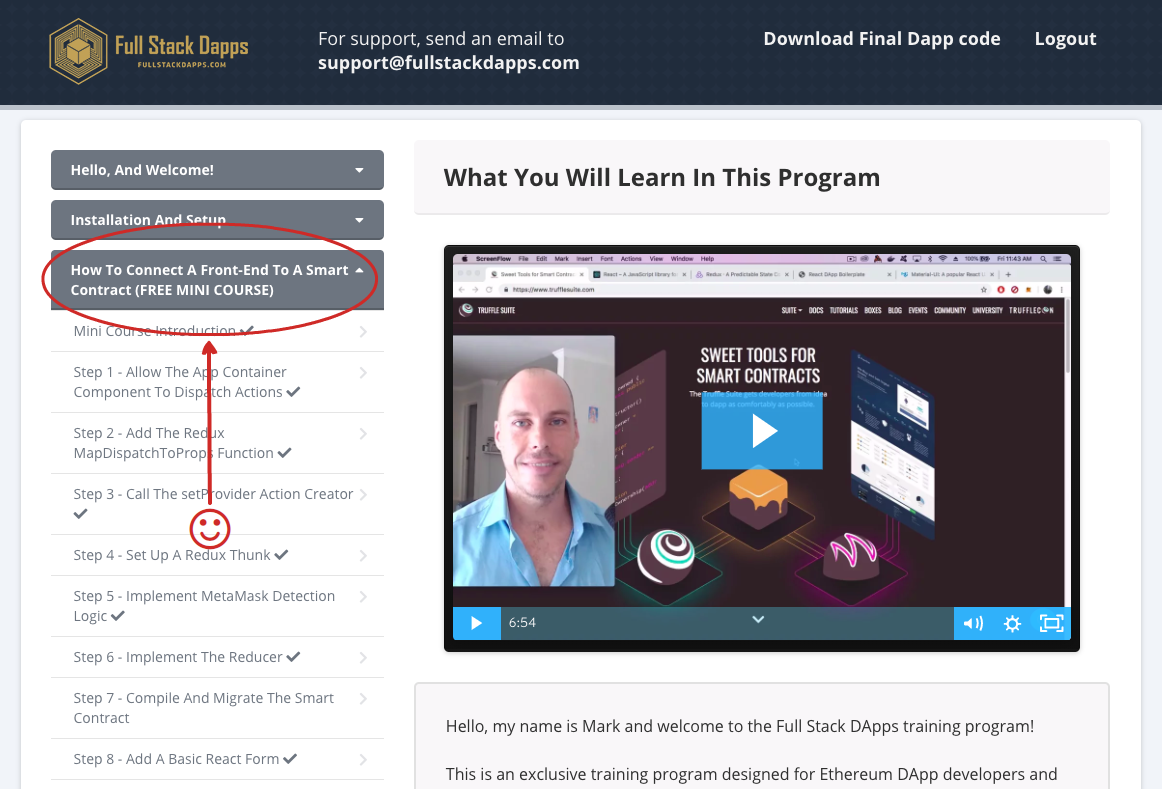 Full Stack Dapps
FULLSTACKDAPPS.COM
For support, send an email to
support@fullstackdapps.com
Download Final Dapp code
Logout
Hello, And Welcome!
Installation And Setup
How To Connect A Front-End To A Smart
Contract (FREE MINI COURSE)
Mini Course Introduction
Step 1 - Allow The App Container
Component To Dispatch Actions
Step 2 - Add The Redux
MapDispatchToProps Function
Step 3 - Call The setProvider Action Creator
Step 4 - Set Up A Redux Thunk
Step 5 - Implement MetaMask Detection
Logic
Step 6 - Implement The Reducer
Step 7 - Compile And Migrate The Smart
Contract
Step 8 - Add A Basic React Form
What You Will Learn In This Program
ScreenFlow File Edit Mark Insert Font Actions View Window Help
100% Fri 11:43 AM
Sweet Tools for Smart Contrac
React – A JavaScript library fo
Redux · A Predictable State Co
React DApp Boilerplate
Material-UI: A popular React U
https://www.trufflesuite.com
TRUFFLE SUITE
SUITE DOCS TUTORIALS BOXES BLOG EVENTS COMMUNITY UNIVERSITY TRUFFLECON
SWEET TOOLS FOR
SMART CONTRACTS
The Truffle Suite gets developers from idea
to dapp as comfortably as possible.
6:54
Hello, my name is Mark and welcome to the Full Stack DApps training program!
This is an exclusive training program designed for Ethereum DApp developers and